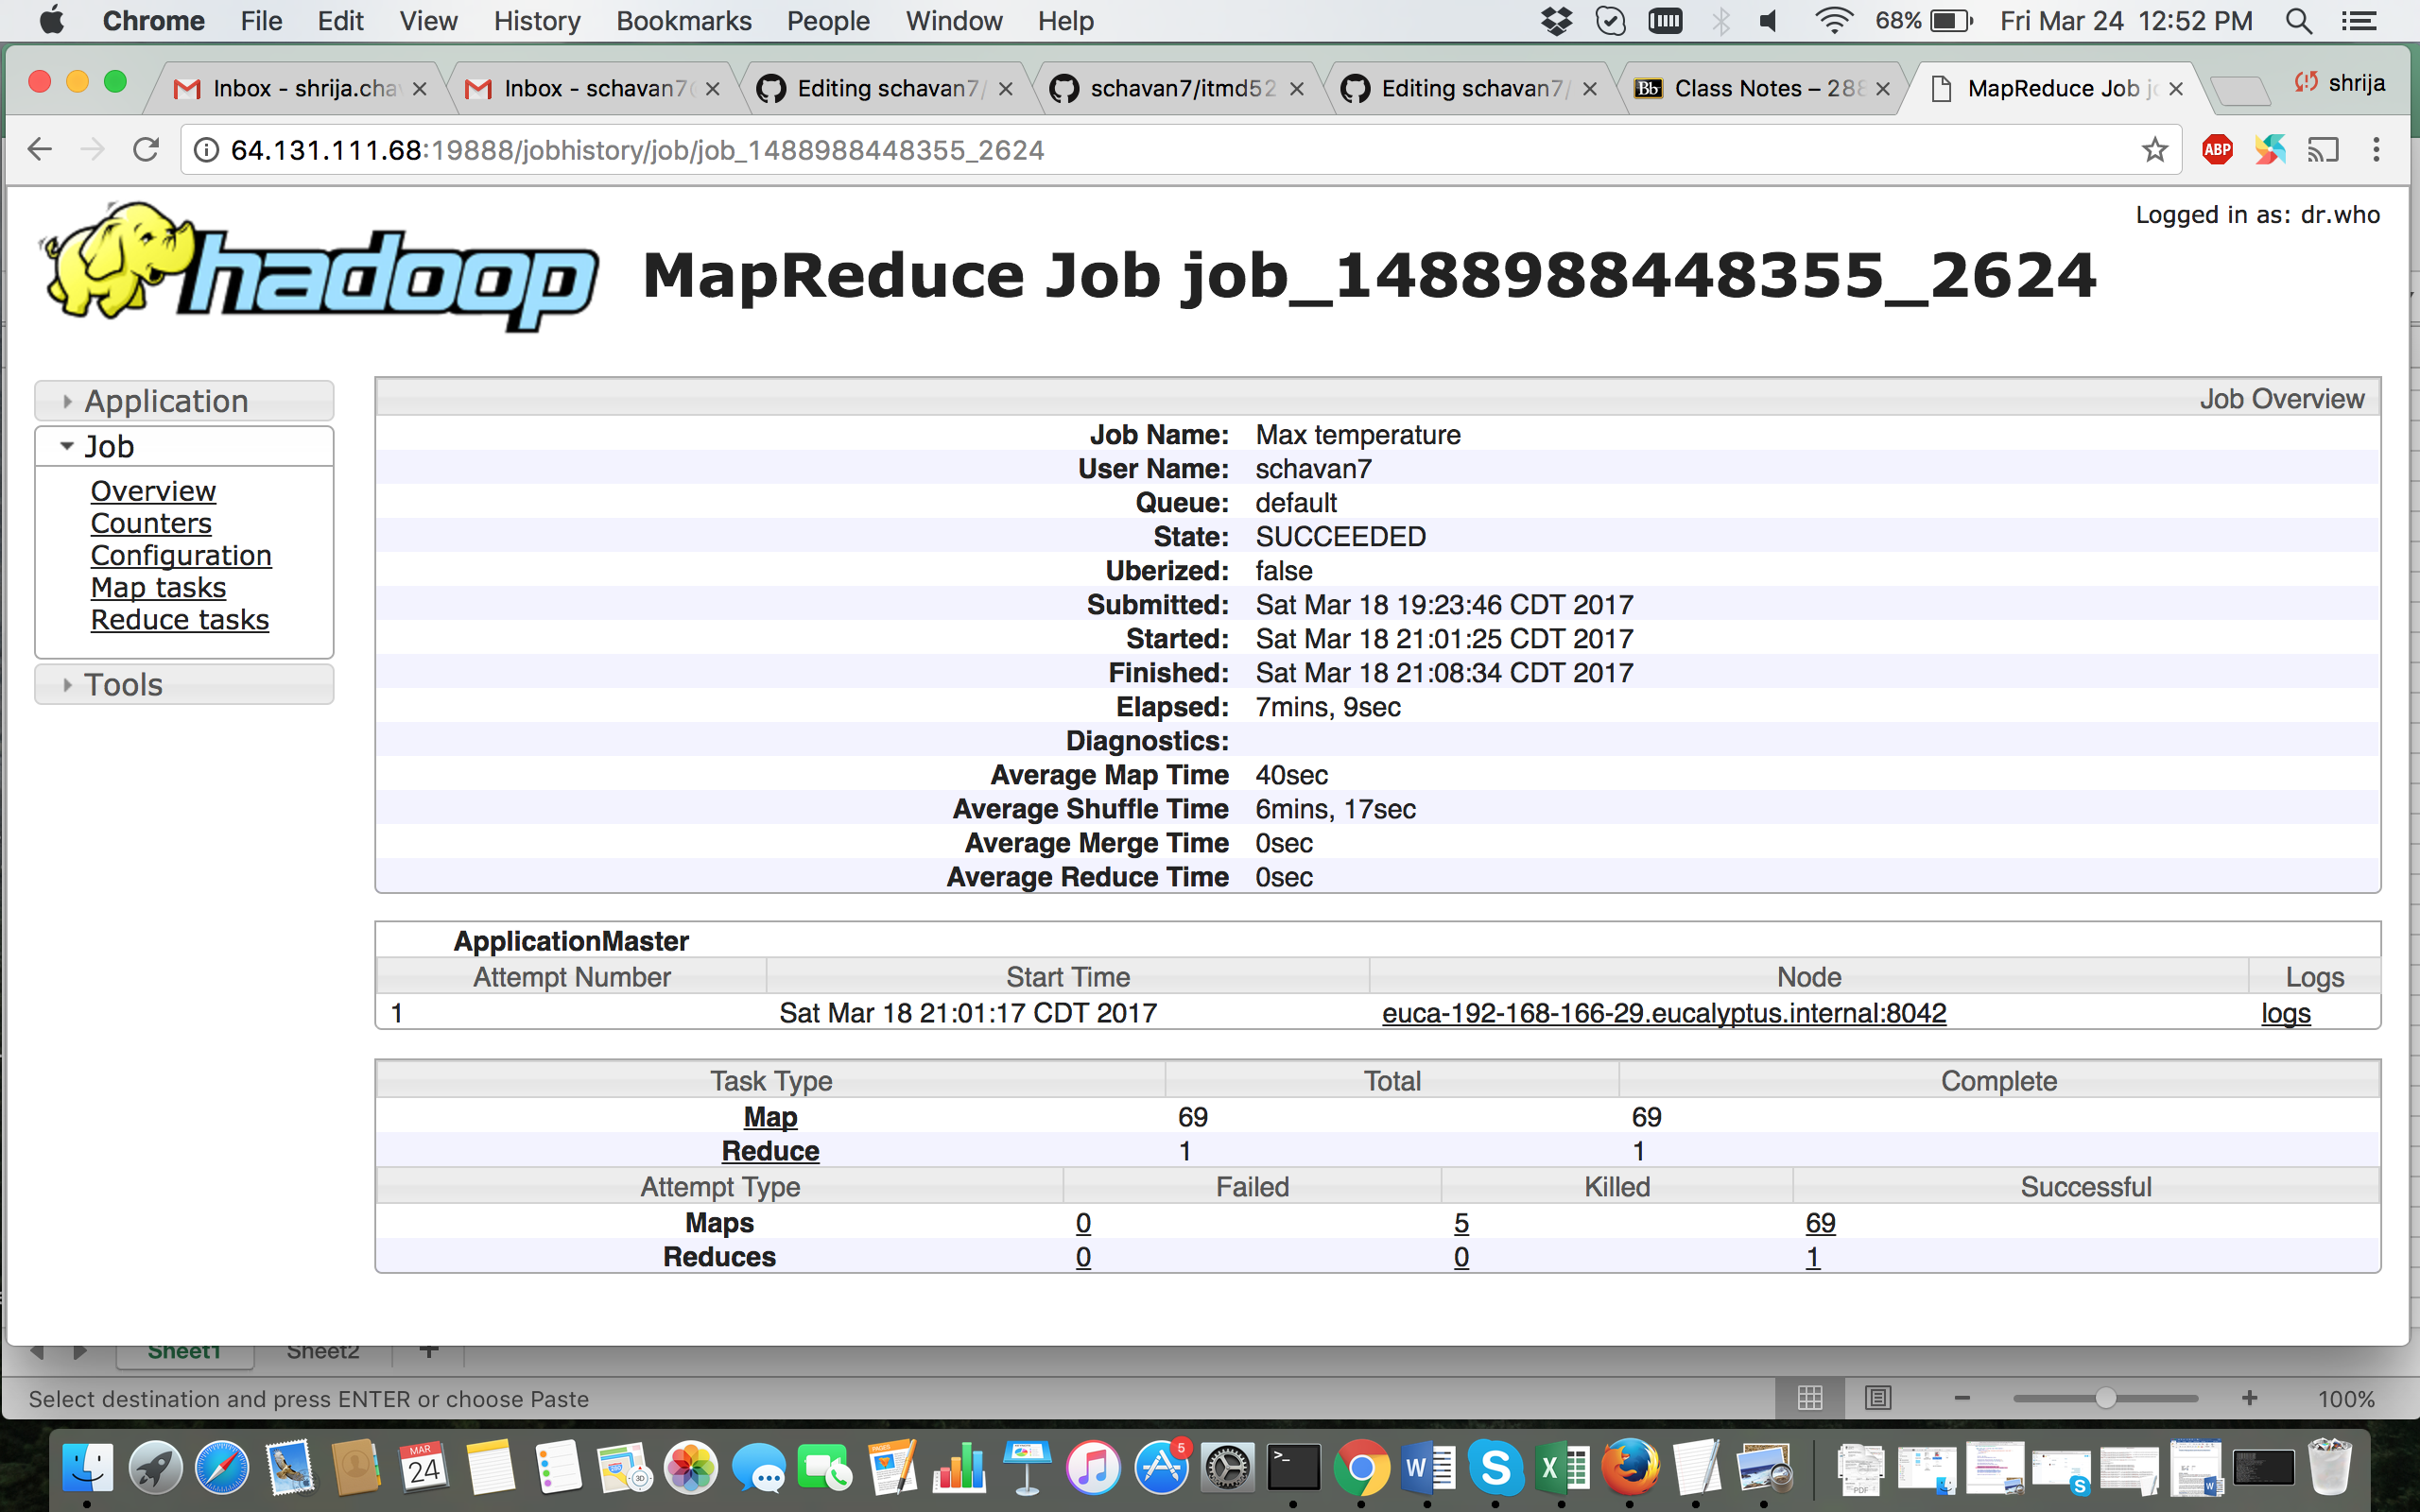 Chrome File Edit View History Bookmarks People Window Help 68% Fri Mar 24 12:52 PM
Inbox - shrija.cha Inbox - schavan7 Editing schavan7/ schavan7/itmd52 Editing schavan7/ Bb Class Notes – 288 MapReduce Job j shrija
64.131.111.68:19888/jobhistory/job/job_1488988448355_2624 ABP
Logged in as: dr.who
hadoop MapReduce Job job_1488988448355_2624
Application
Job
Overview
Counters
Configuration
Map tasks
Reduce tasks
Tools
Job Overview
Job Name: Max temperature
User Name: schavan7
Queue: default
State: SUCCEEDED
Uberized: false
Submitted: Sat Mar 18 19:23:46 CDT 2017
Started: Sat Mar 18 21:01:25 CDT 2017
Finished: Sat Mar 18 21:08:34 CDT 2017
Elapsed: 7mins, 9sec
Diagnostics:
Average Map Time 40sec
Average Shuffle Time 6mins, 17sec
Average Merge Time 0sec
Average Reduce Time 0sec
ApplicationMaster
Attempt Number Start Time Node Logs
1 Sat Mar 18 21:01:17 CDT 2017 euca-192-168-166-29.eucalyptus.internal:8042 logs
Task Type Total Complete
Map 69 69
Reduce 1 1
Attempt Type Failed Killed Successful
Maps 0 5 69
Reduces 0 0 1
Sheet1 Sheet2 +
Select destination and press ENTER or choose Paste 100%
MAR
24
5